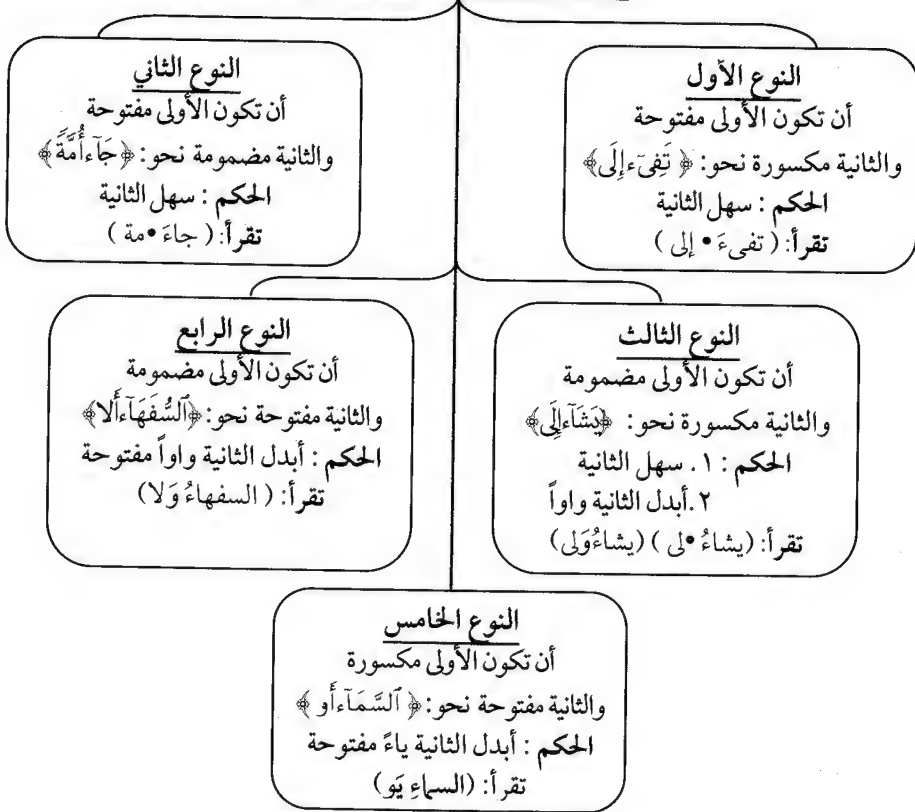 النوع الأول
أن تكون الأولى مفتوحة
والثانية مكسورة نحو: ﴿ تَفِىٓءَ إِلَىٰ﴾
الحكم : سهل الثانية
تقرأ: ( تفىءَ • إلى )
النوع الثاني
أن تكون الأولى مفتوحة
والثانية مضمومة نحو: ﴿جَآءَ أُمَّةً﴾
الحكم : سهل الثانية
تقرأ: ( جاءَ •مة )
النوع الثالث
أن تكون الأولى مضمومة
والثانية مكسورة نحو: ﴿يَشَآءُ إِلَىٰ﴾
الحكم : ١. سهل الثانية
٢.أبدل الثانية واواً
تقرأ: (يشاءُ •لى ) (يشاءُوَلى)
النوع الرابع
أن تكون الأولى مضمومة
والثانية مفتوحة نحو: ﴿ٱلسُّفَهَآءُ أَلا﴾
الحكم : أبدل الثانية واواً مفتوحة
تقرأ: ( السفهاءُ وَلا)
النوع الخامس
أن تكون الأولى مكسورة
والثانية مفتوحة نحو: ﴿ ٱلسَّمَآءِ أَو ﴾
الحكم : أبدل الثانية ياءً مفتوحة
تقرأ: (السماءِ يَو)